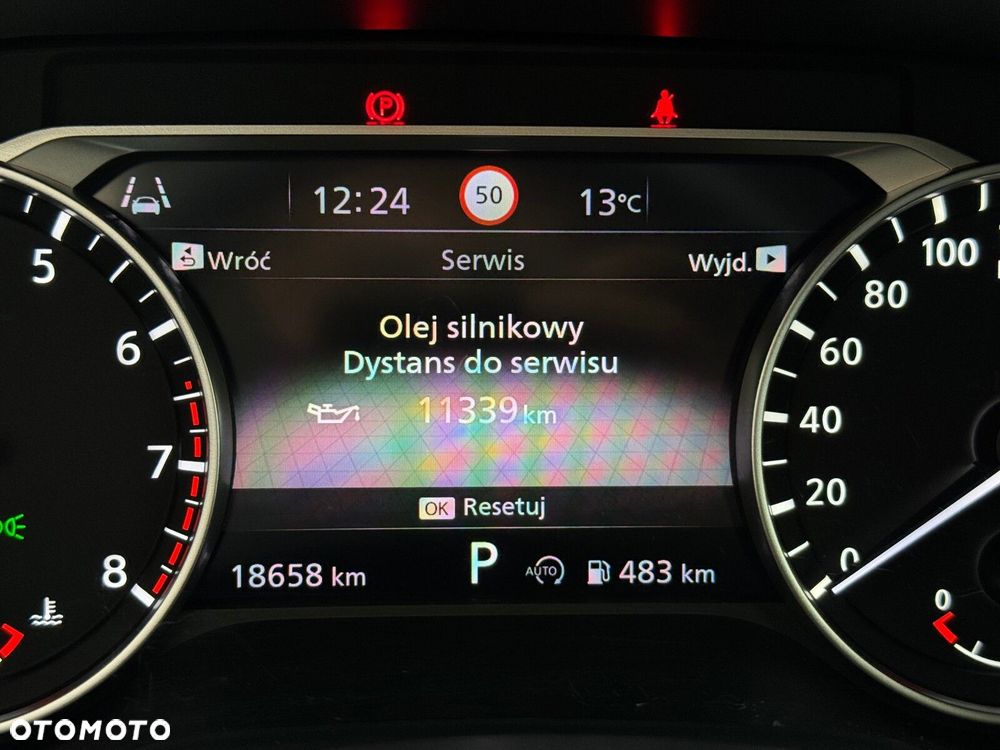 P
12:24 50 13°C
Wróć Serwis Wyjd.
Olej silnikowy
Dystans do serwisu
11339 km
OK Resetuj
18658 km P AUTO 483 km
5
6
7
8
100
80
60
40
20
0
0
OTOMOTO